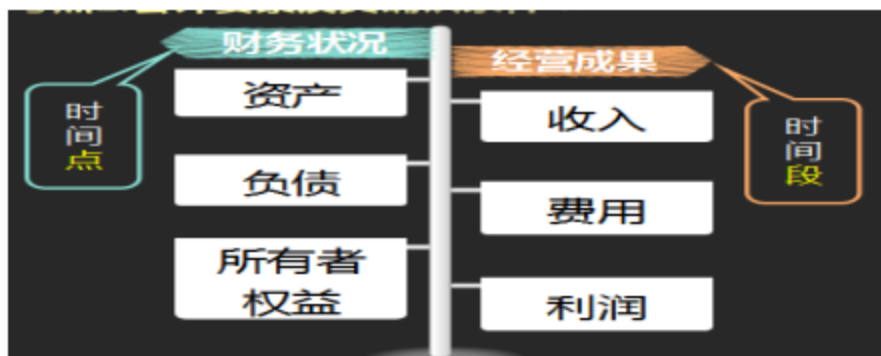 财务状况
资产
负债
所有者
权益
时
间
点
经营成果
收入
费用
利润
时
间
段